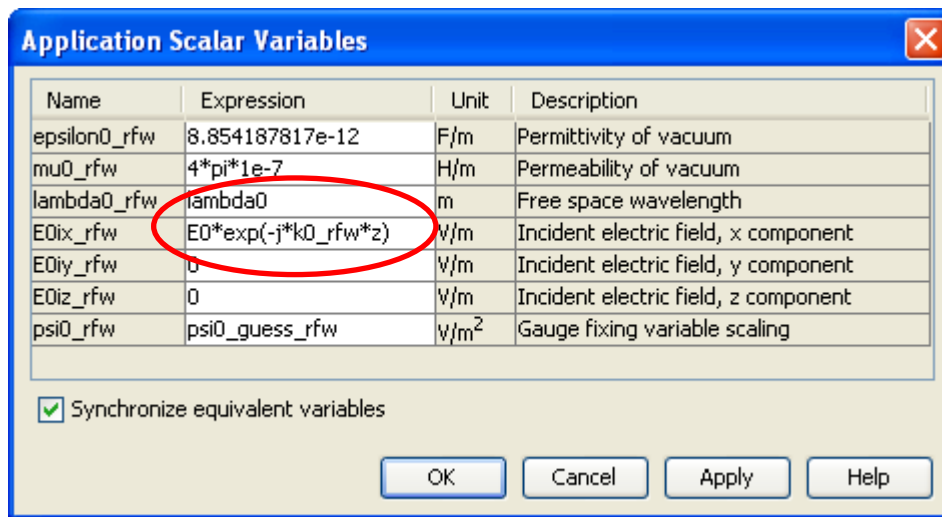 Application Scalar Variables
Name Expression Unit Description
epsilon0_rfw 8.854187817e-12 F/m Permittivity of vacuum
mu0_rfw 4*pi*1e-7 H/m Permeability of vacuum
lambda0_rfw lambda0 m Free space wavelength
E0ix_rfw E0*exp(-j*k0_rfw*z) V/m Incident electric field, x component
E0iy_rfw 0 V/m Incident electric field, y component
E0iz_rfw 0 V/m Incident electric field, z component
psi0_rfw psi0_guess_rfw V/m² Gauge fixing variable scaling
Synchronize equivalent variables
OK Cancel Apply Help